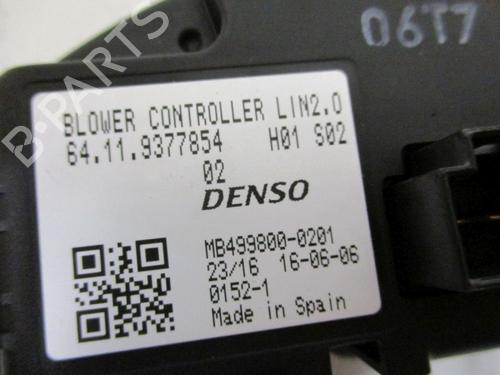 06T7
BLOWER CONTROLLER LIN2.0
64.11.9377854 H01 S02
02
DENSO
MB499800-0201
23/16 16-06-06
0152-1
Made in Spain